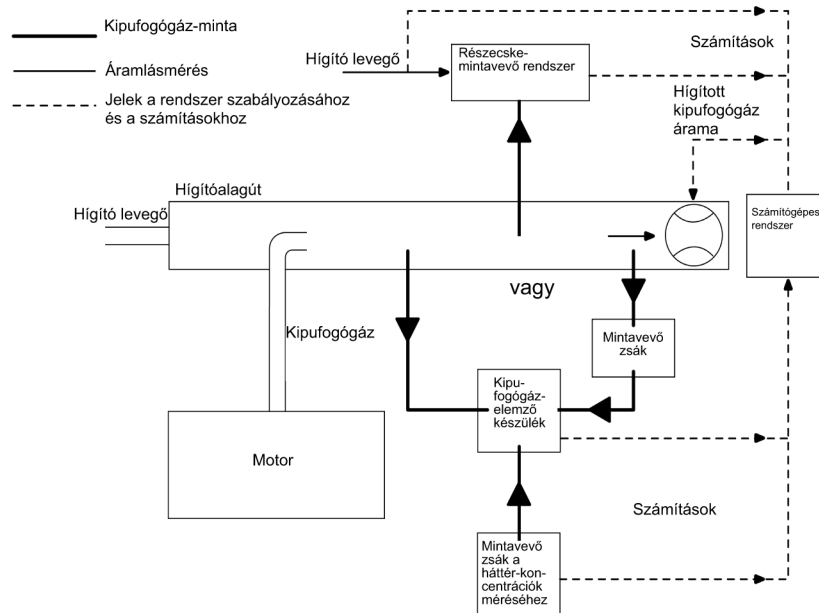 Kipufogógáz-minta
Áramlásmérés
Jelek a rendszer szabályozásához
és a számításokhoz
Hígító levegő
Részecske-
mintavevő rendszer
Számítások
Hígított
kipufogógáz
árama
Hígítóalagút
Hígító levegő
Számítógépes
rendszer
vagy
Kipufogógáz
Mintavevő
zsák
Kipu-
fogógáz-
elemző
készülék
Motor
Számítások
Mintavevő
zsák a
háttér-kon-
centrációk
méréséhez